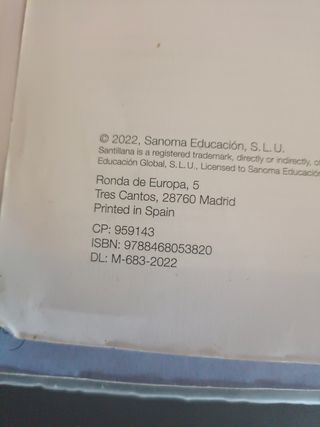 © 2022, Sanoma Educación, S. L. U.
Santillana is a registered trademark, directly or indirectly, of
Educación Global, S. L. U., Licensed to Sanoma Educación
Ronda de Europa, 5
Tres Cantos, 28760 Madrid
Printed in Spain
CP: 959143
ISBN: 9788468053820
DL: M-683-2022